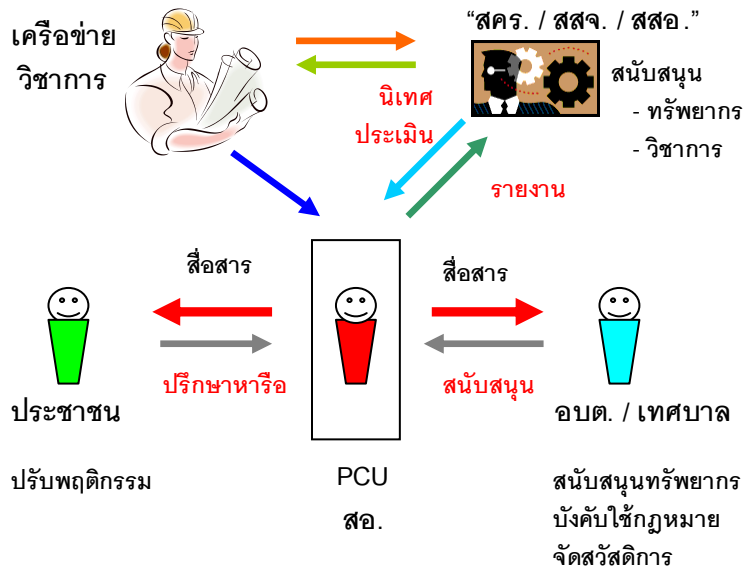 เครือข่าย
วิชาการ
“สคร. / สสจ. / สสอ.”
สนับสนุน
- ทรัพยากร
- วิชาการ
นิเทศ
ประเมิน
รายงาน
สื่อสาร
สื่อสาร
ปรึกษาหารือ
สนับสนุน
ประชาชน
อบต. / เทศบาล
ปรับพฤติกรรม
PCU
สอ.
สนับสนุนทรัพยากร
บังคับใช้กฎหมาย
จัดสวัสดิการ